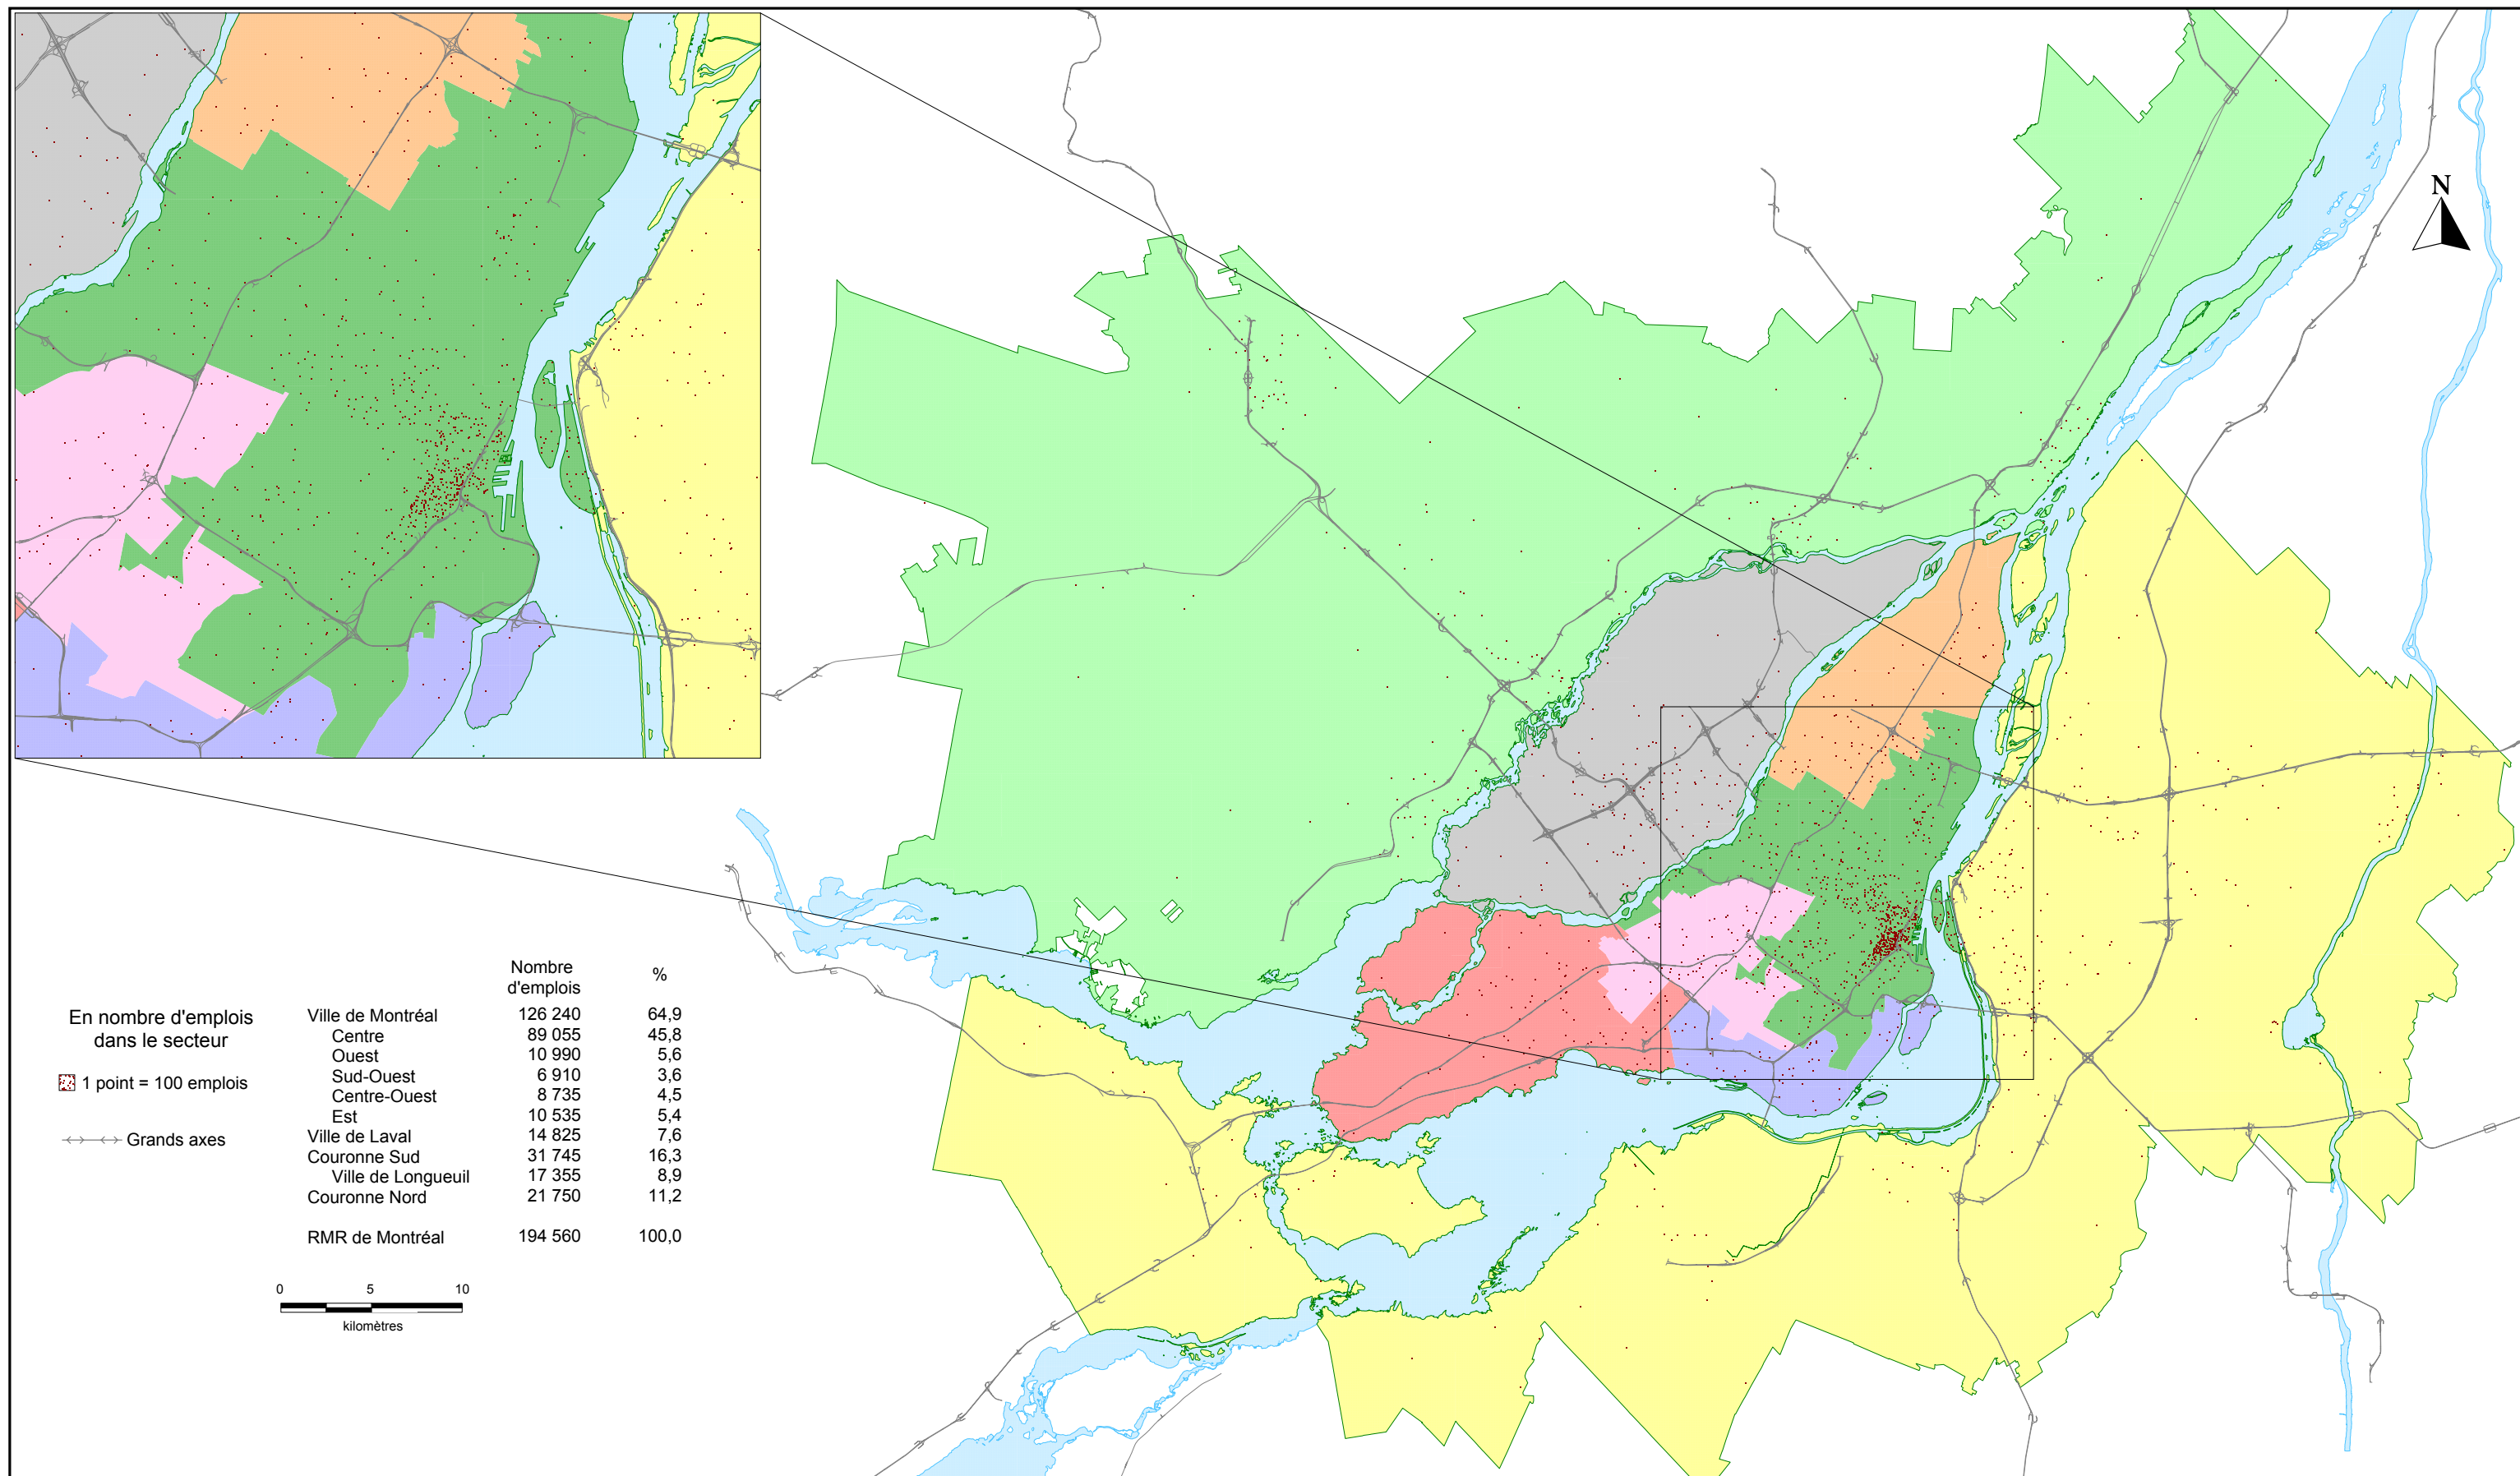 N
Nombre
d'emplois
%
En nombre d'emplois
dans le secteur
1 point = 100 emplois
Grands axes
Ville de Montréal 126 240 64,9
Centre 89 055 45,8
Ouest 10 990 5,6
Sud-Ouest 6 910 3,6
Centre-Ouest 8 735 4,5
Est 10 535 5,4
Ville de Laval 14 825 7,6
Couronne Sud 31 745 16,3
Ville de Longueuil 17 355 8,9
Couronne Nord 21 750 11,2
RMR de Montréal 194 560 100,0
0 5 10
kilomètres